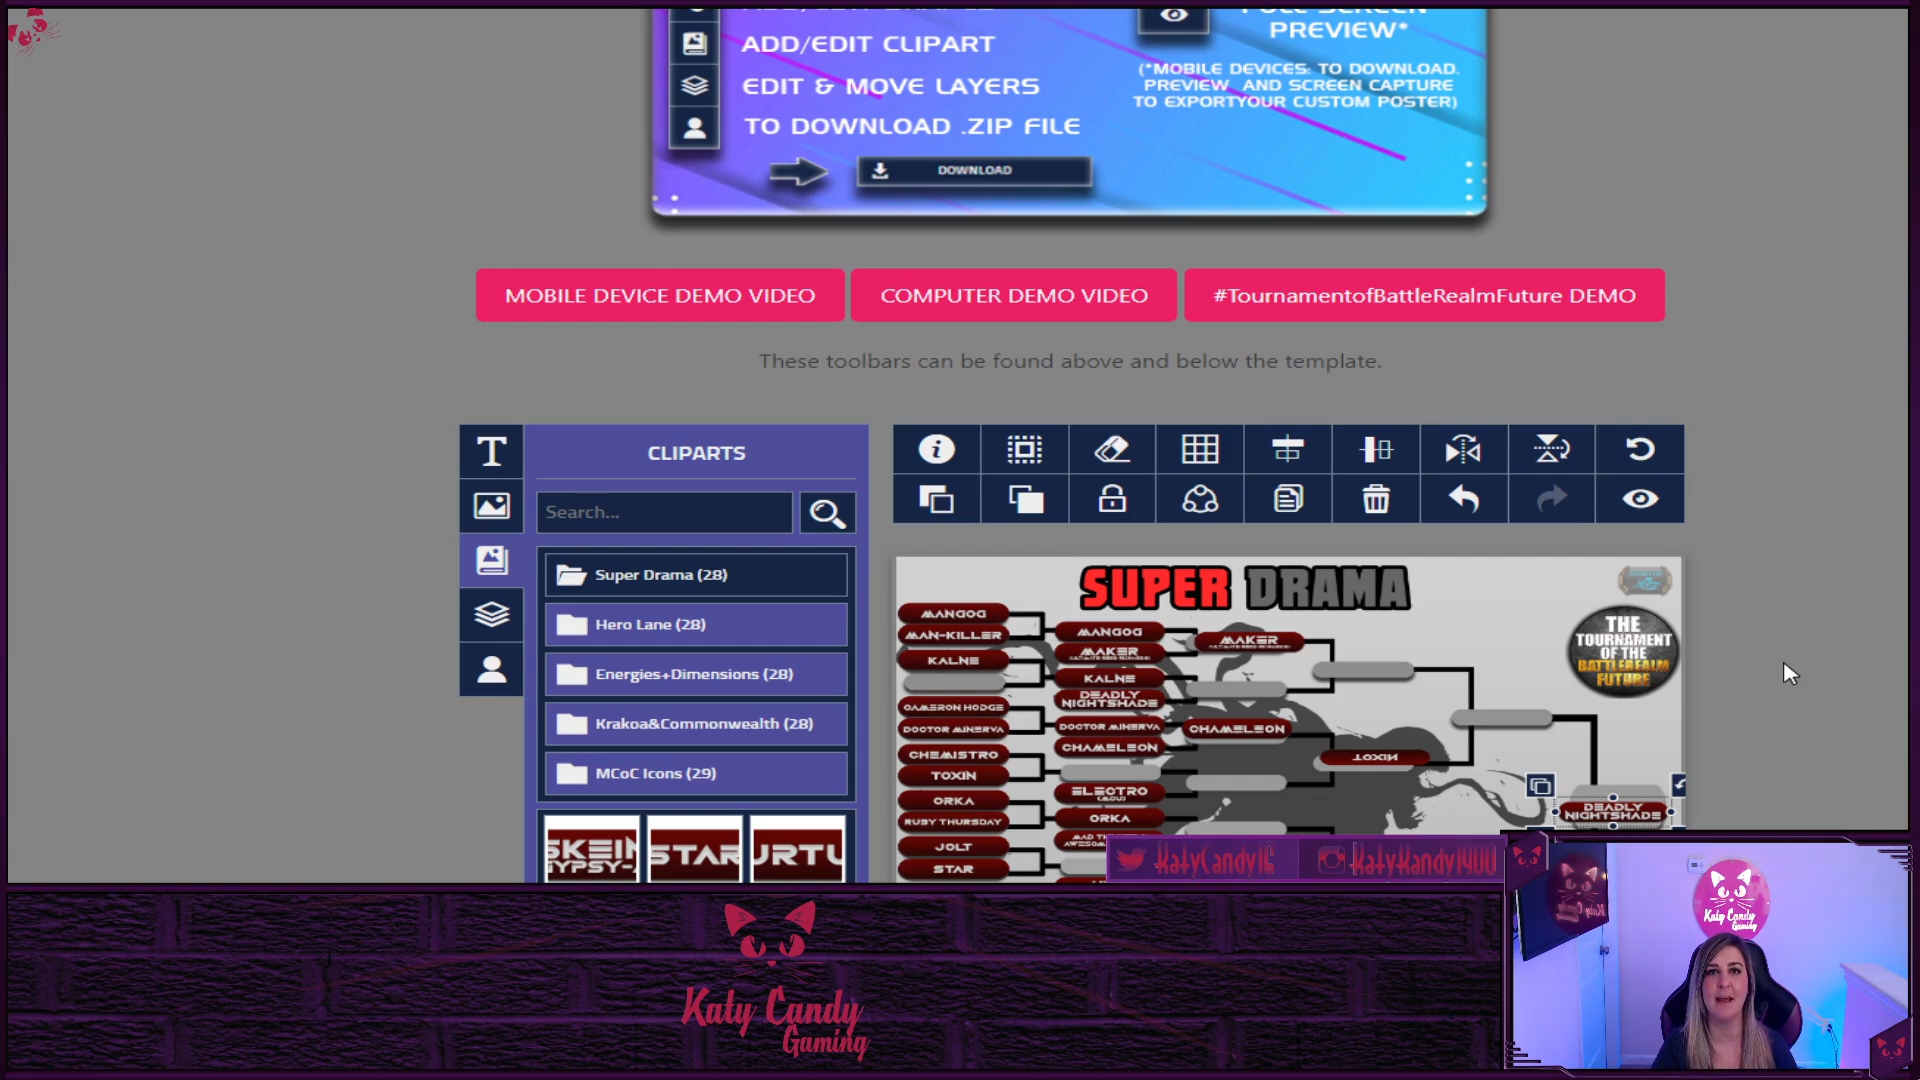 PREVIEW*
ADD/EDIT CLIPART
EDIT & MOVE LAYERS
TO DOWNLOAD .ZIP FILE
DOWNLOAD
(*MOBILE DEVICES: TO DOWNLOAD.
PREVIEW AND SCREEN CAPTURE
TO EXPORTYOUR CUSTOM POSTER)
MOBILE DEVICE DEMO VIDEO
COMPUTER DEMO VIDEO
#TournamentofBattleRealmFuture DEMO
These toolbars can be found above and below the template.
T
CLIPARTS
Search...
Super Drama (28)
Hero Lane (28)
Energies+Dimensions (28)
Krakoa&Commonwealth (28)
MCoC Icons (29)
STAR
SUPER DRAMA
THE
TOURNAMENT
OF THE
BATTLEREALM
FUTURE
MANGOG
MAN-KILLER
KALNE
CAMERON HODGE
DOCTOR MINERVA
CHEMISTRO
TOXIN
ORKA
RUBY THURSDAY
JOLT
STAR
MANGOG
MAKER
KALNE
DEADLY
NIGHTSHADE
DOCTOR MINERVA
CHAMELEON
ELECTRO
ORKA
MAKER
CHAMELEON
TOXIN
DEADLY
NIGHTSHADE
KatyCandy16
KatyKandy1400
Katy Candy
Gaming
Katy Candy
Gaming